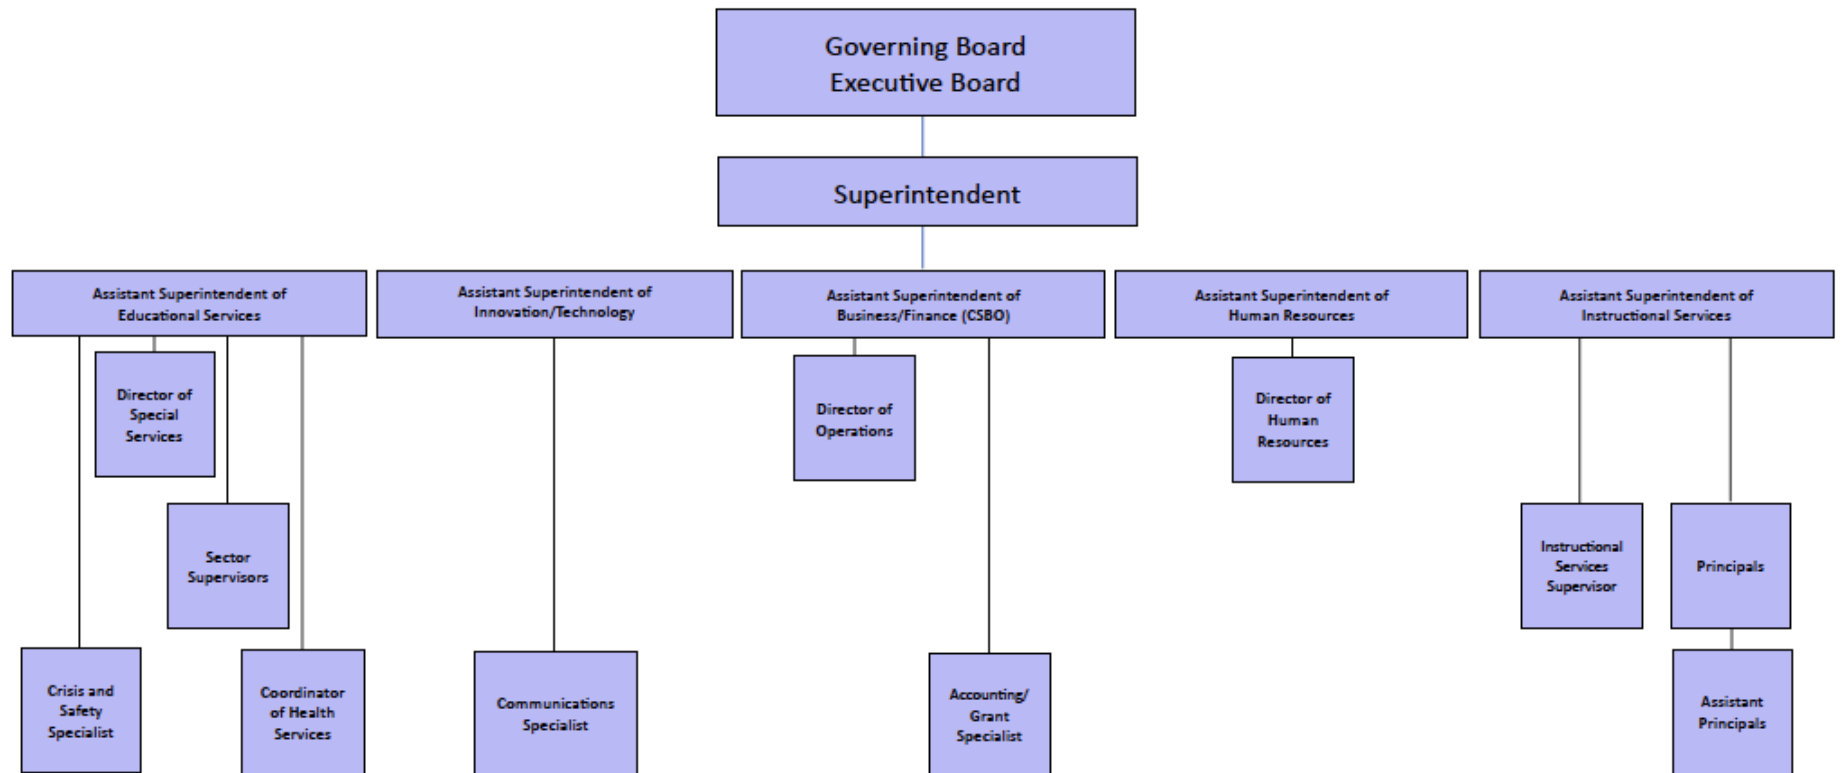 Governing Board
Executive Board
Superintendent
Assistant Superintendent of
Educational Services
Assistant Superintendent of
Innovation/Technology
Assistant Superintendent of
Business/Finance (CSBO)
Assistant Superintendent of
Human Resources
Assistant Superintendent of
Instructional Services
Director of
Special
Services
Director of
Operations
Director of
Human
Resources
Sector
Supervisors
Instructional
Services
Supervisor
Principals
Crisis and
Safety
Specialist
Coordinator
of Health
Services
Communications
Specialist
Accounting/
Grant
Specialist
Assistant
Principals